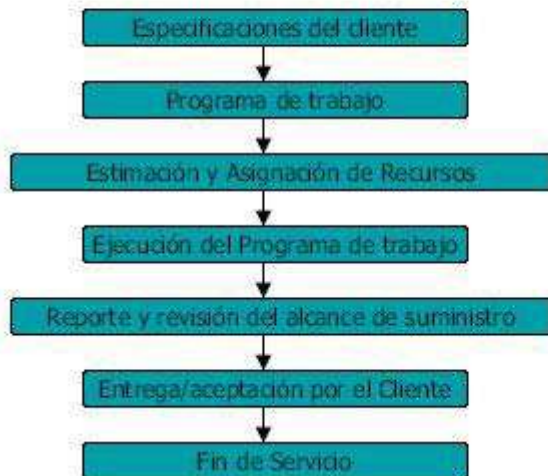 Especificaciones del cliente
Programa de trabajo
Estimación y Asignación de Recursos
Ejecución del Programa de trabajo
Reporte y revisión del alcance de suministro
Entrega/aceptación por el Cliente
Fin de Servicio